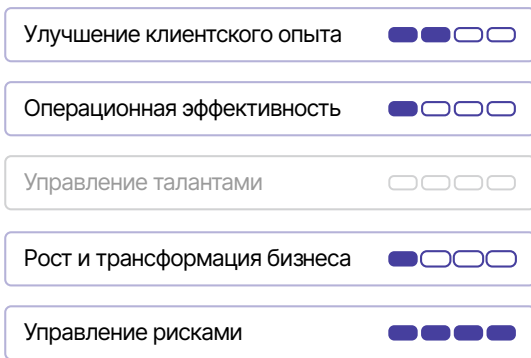 Улучшение клиентского опыта
Операционная эффективность
Управление талантами
Рост и трансформация бизнеса
Управление рисками